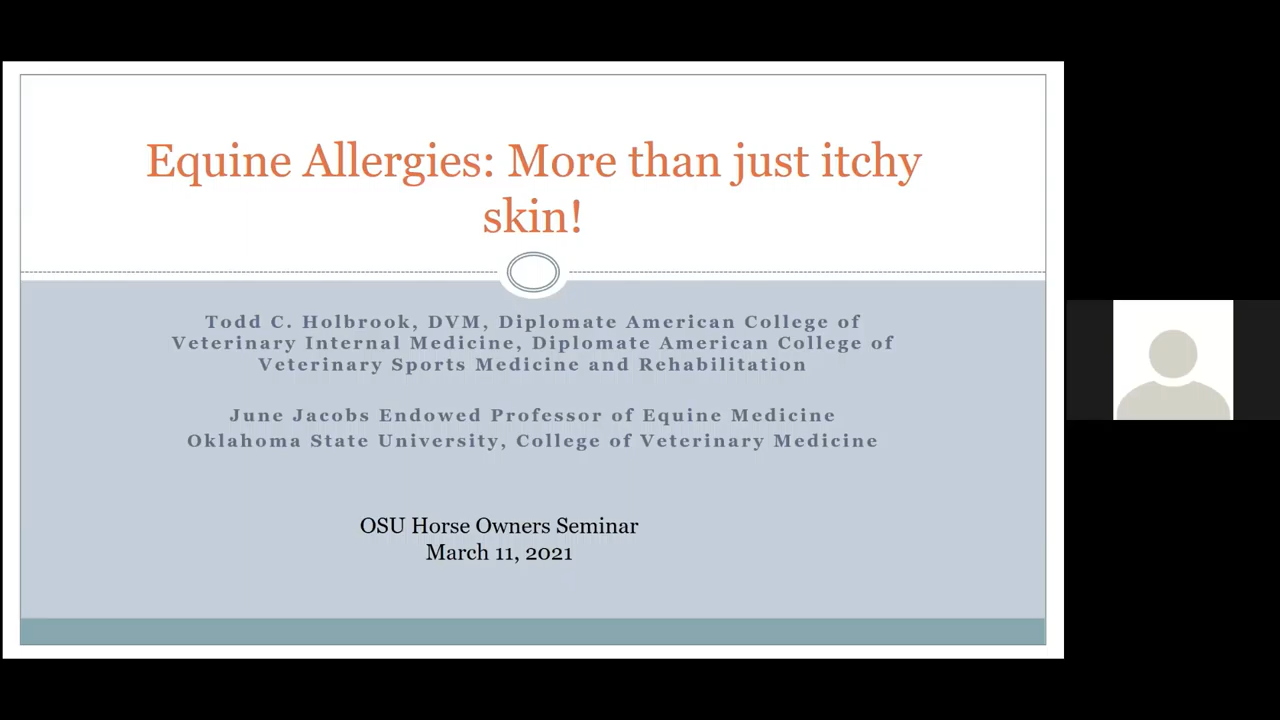 Equine Allergies: More than just itchy
skin!
Todd C. Holbrook, DVM, Diplomate American College of
Veterinary Internal Medicine, Diplomate American College of
Veterinary Sports Medicine and Rehabilitation
June Jacobs Endowed Professor of Equine Medicine
Oklahoma State University, College of Veterinary Medicine
OSU Horse Owners Seminar
March 11, 2021